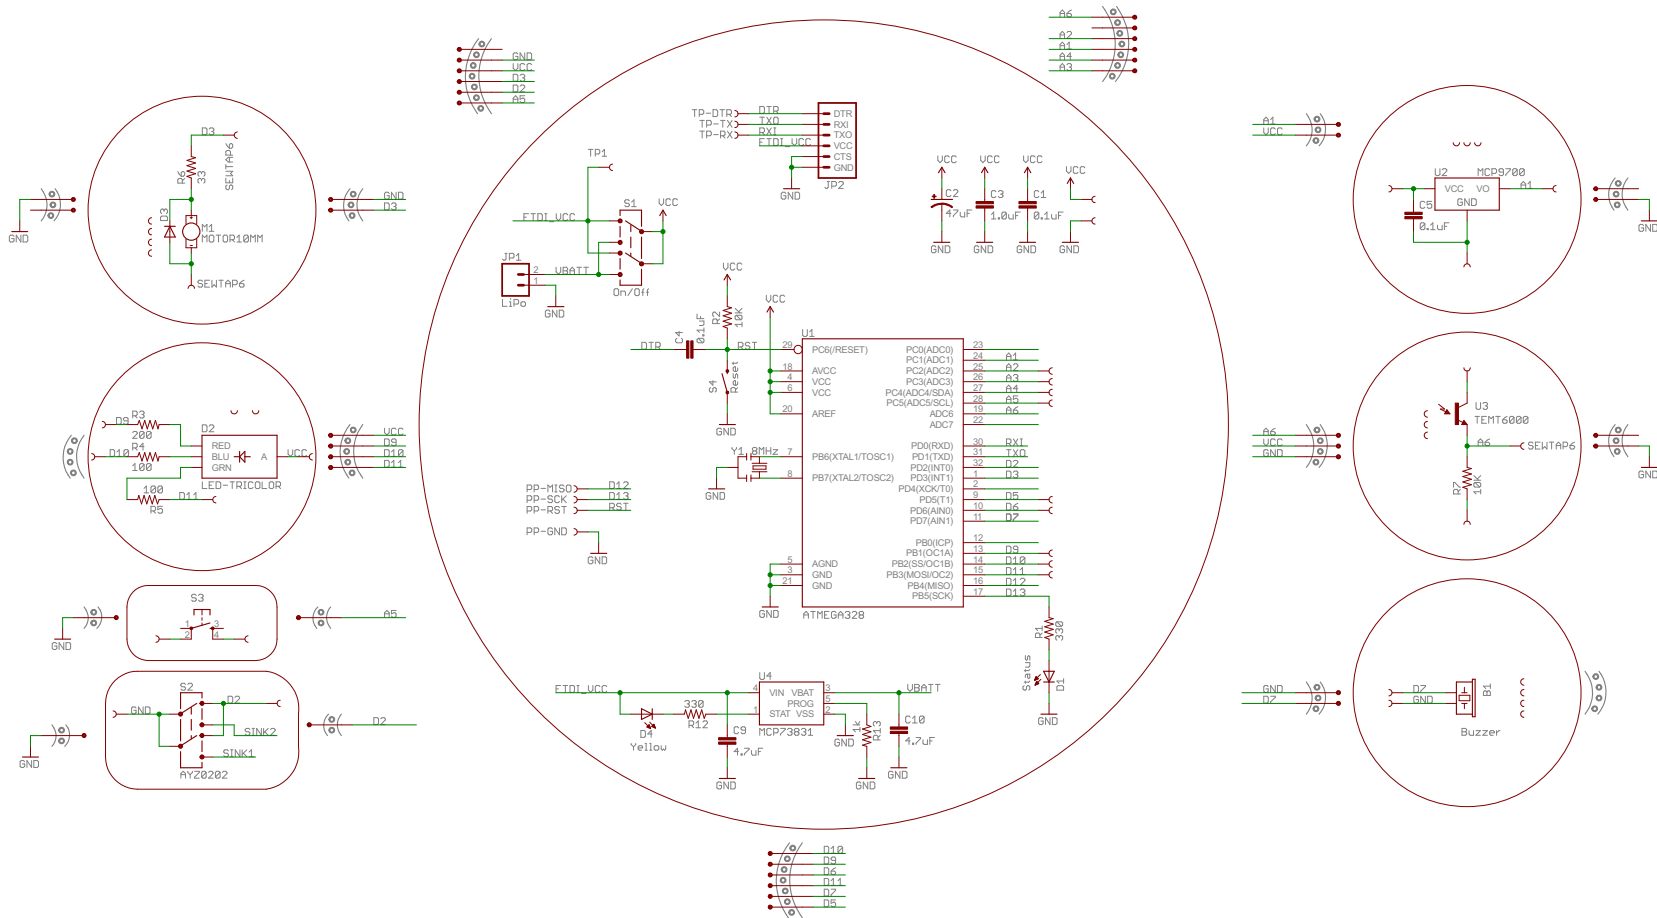 A6
A2
A1
A4
A3
GND
VCC
D3
D2
A5
TP-DTR
DTR
TP-TX
TXO
TP-RX
RXI
FTDI_VCC
DTR
RXI
TXO
VCC
CTS
GND
JP2
GND
TP1
FTDI_VCC
S1
VCC
On/Off
JP1
2
1
LiPo
VBATT
GND
VCC
C2
47uF
GND
VCC
C3
1.0uF
GND
VCC
C1
0.1uF
GND
VCC
GND
D3
R6
33
SEWTAP6
D3
M1
MOTOR10MM
SEWTAP6
GND
GND
D3
A1
VCC
U2
MCP9700
VCC
VO
GND
A1
C5
0.1uF
GND
VCC
R2
10K
DTR
C4
0.1uF
RST
S4
Reset
GND
VCC
U1
29
PC6(/RESET)
18
AVCC
4
VCC
6
VCC
20
AREF
7
PB6(XTAL1/TOSC1)
8
PB7(XTAL2/TOSC2)
5
AGND
3
GND
21
GND
GND
ATMEGA328
PC0(ADC0)
23
PC1(ADC1)
24
A1
PC2(ADC2)
25
A2
PC3(ADC3)
26
A3
PC4(ADC4/SDA)
27
A4
PC5(ADC5/SCL)
28
A5
ADC6
19
A6
ADC7
22
PD0(RXD)
30
RXI
PD1(TXD)
31
TXO
PD2(INT0)
32
D2
PD3(INT1)
1
D3
PD4(XCK/T0)
2
PD5(T1)
9
D5
PD6(AIN0)
10
D6
PD7(AIN1)
11
D7
PB0(ICP)
12
PB1(OC1A)
13
D9
PB2(SS/OC1B)
14
D10
PB3(MOSI/OC2)
15
D11
PB4(MISO)
16
D12
PB5(SCK)
17
D13
Y1
8MHz
GND
PP-MISO
D12
PP-SCK
D13
PP-RST
RST
PP-GND
GND
R1
330
Status
D1
GND
D9
R3
200
D10
R4
100
100
R5
D11
D2
RED
BLU
GRN
A
VCC
LED-TRICOLOR
VCC
D9
D10
D11
A6
VCC
GND
U3
TEMT6000
A6
SEWTAP6
R7
10K
GND
S3
1
2
3
4
GND
A5
S2
GND
D2
SINK2
SINK1
AYZ0202
GND
D2
FTDI_VCC
D4
Yellow
330
R12
U4
4
VIN
VBAT
3
PROG
5
1
STAT
VSS
2
MCP73831
C9
4.7uF
GND
GND
1k
R13
GND
VBATT
C10
4.7uF
GND
GND
D7
D7
GND
B1
Buzzer
D10
D9
D6
D11
D7
D5